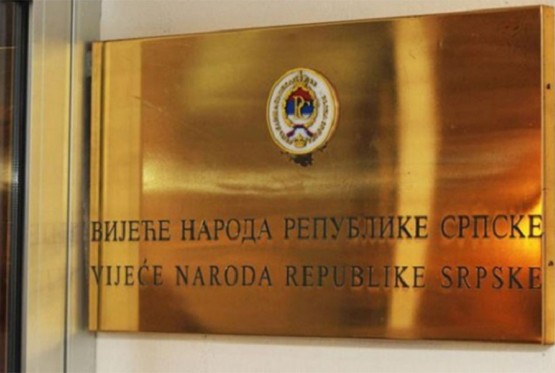 ВИЈЕЋЕ НАРОДА РЕПУБЛИКЕ СРПСКЕ
VIJEĆE NARODA REPUBLIKE SRPSKE